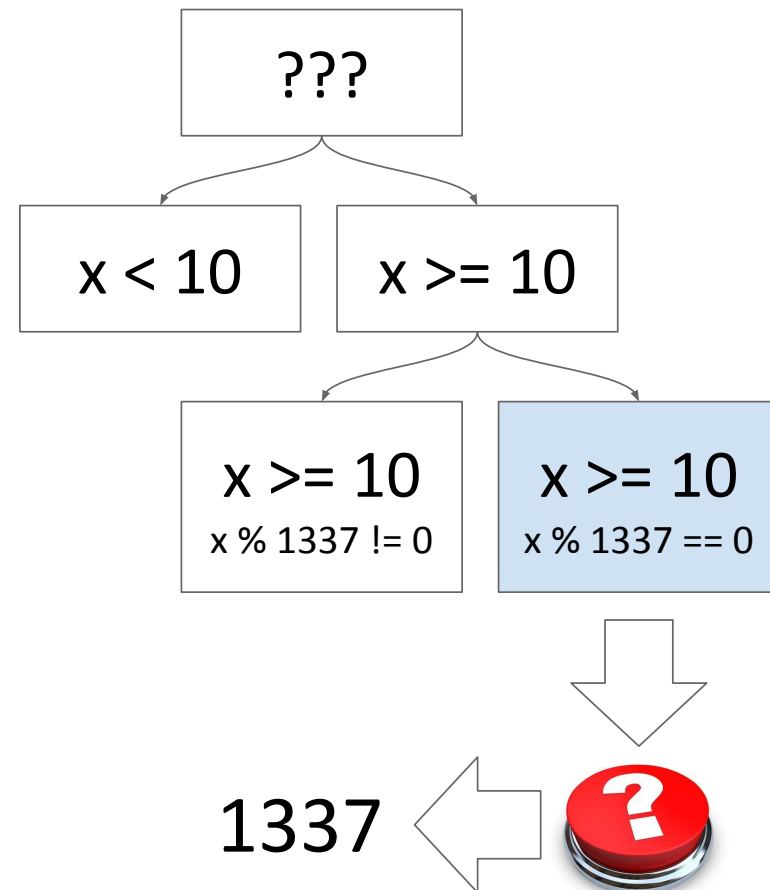 ???
x < 10
x >= 10
x >= 10
x % 1337 != 0
x >= 10
x % 1337 == 0
?
1337